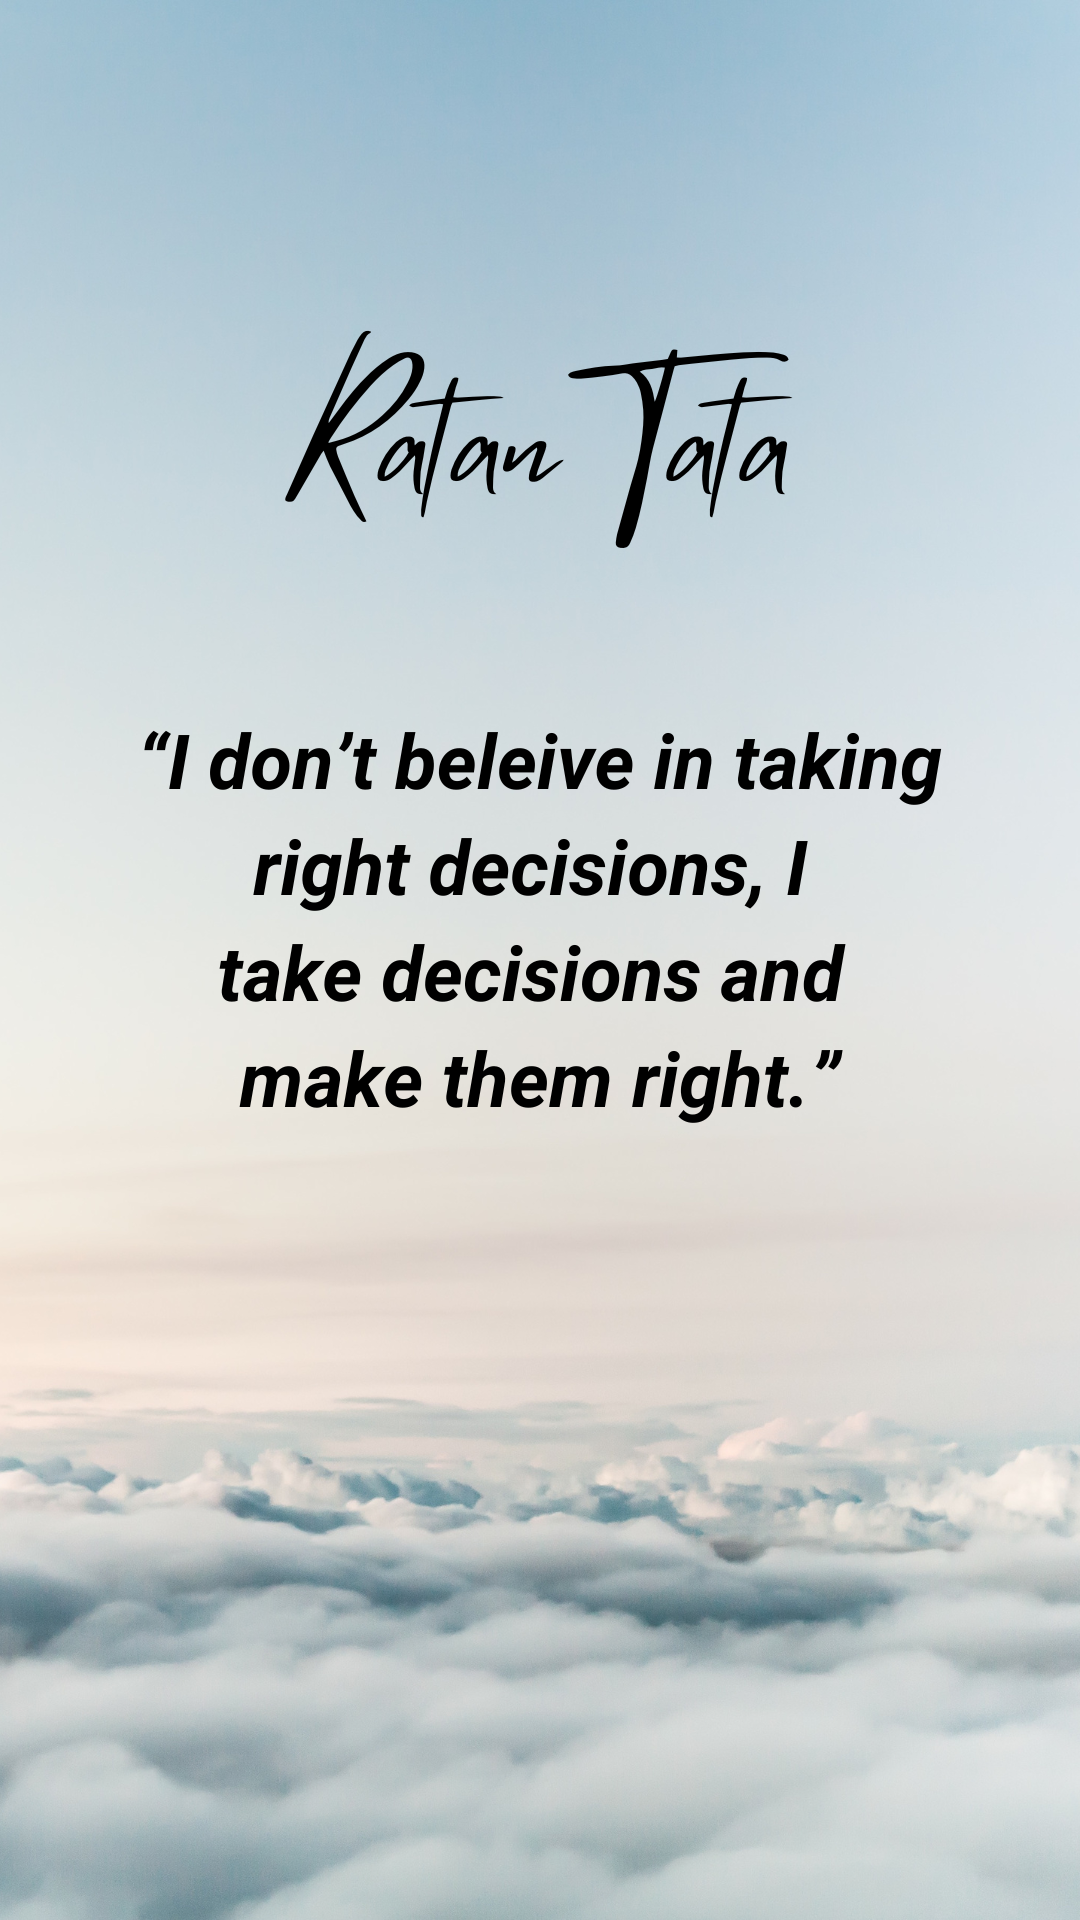 Ratan Tata
“I don’t beleive in taking
right decisions, I
take decisions and
make them right.”